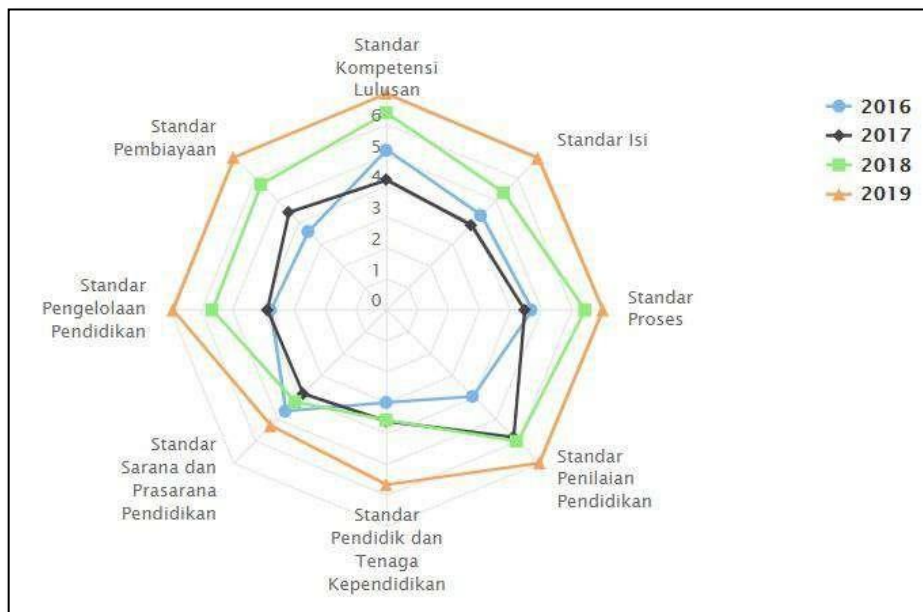 Standar
Kompetensi
Lulusan
Standar Isi
Standar
Proses
Standar
Penilaian
Pendidikan
Standar
Pendidik dan
Tenaga
Kependidikan
Standar
Sarana dan
Prasarana
Pendidikan
Standar
Pengelolaan
Pendidikan
Standar
Pembiayaan
6
5
4
3
2
1
0
2016
2017
2018
2019